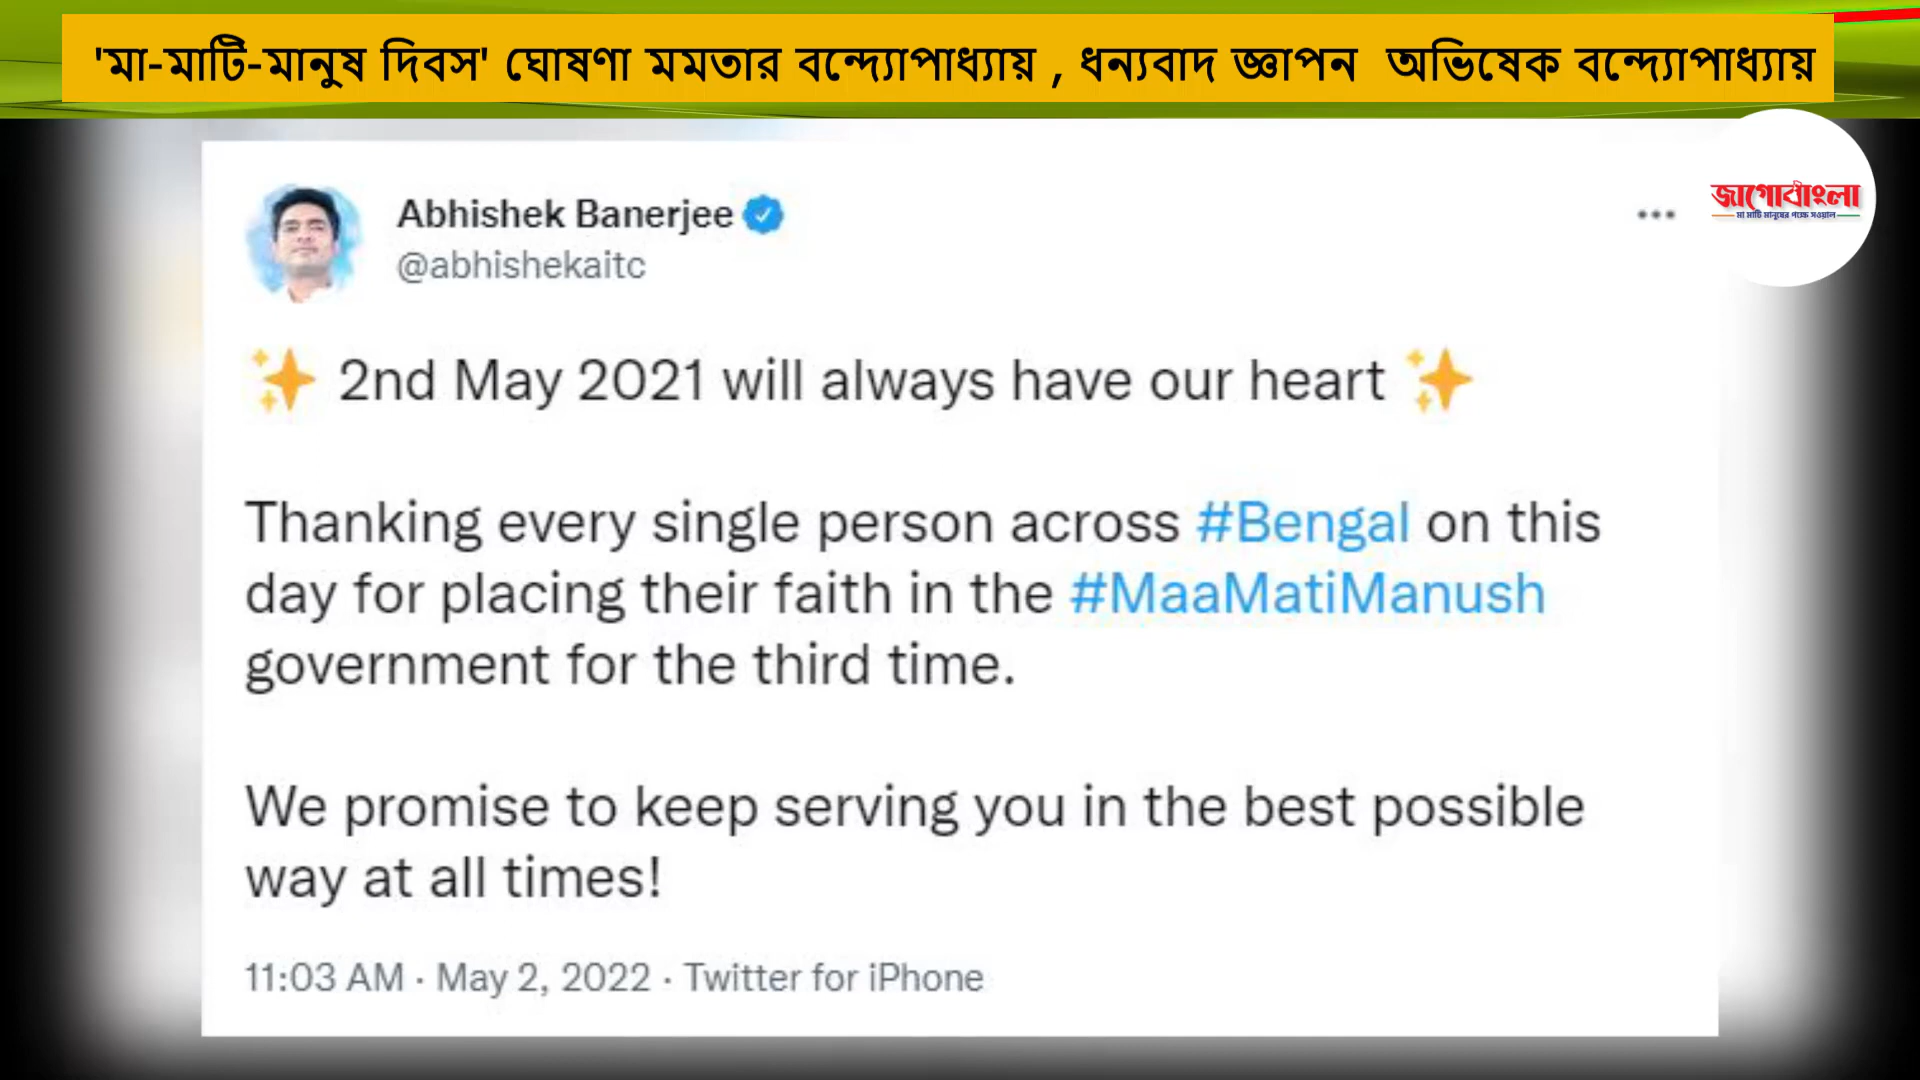 'মা-মাটি-মানুষ দিবস' ঘোষণা মমতার বন্দ্যোপাধ্যায় , ধন্যবাদ জ্ঞাপন অভিষেক বন্দ্যোপাধ্যায়
জাগোবাংলা
মা মাটি মানুষের পক্ষে সওয়াল
Abhishek Banerjee
@abhishekaitc
✨ 2nd May 2021 will always have our heart ✨
Thanking every single person across #Bengal on this
day for placing their faith in the #MaaMatiManush
government for the third time.
We promise to keep serving you in the best possible
way at all times!
11:03 AM · May 2, 2022 · Twitter for iPhone